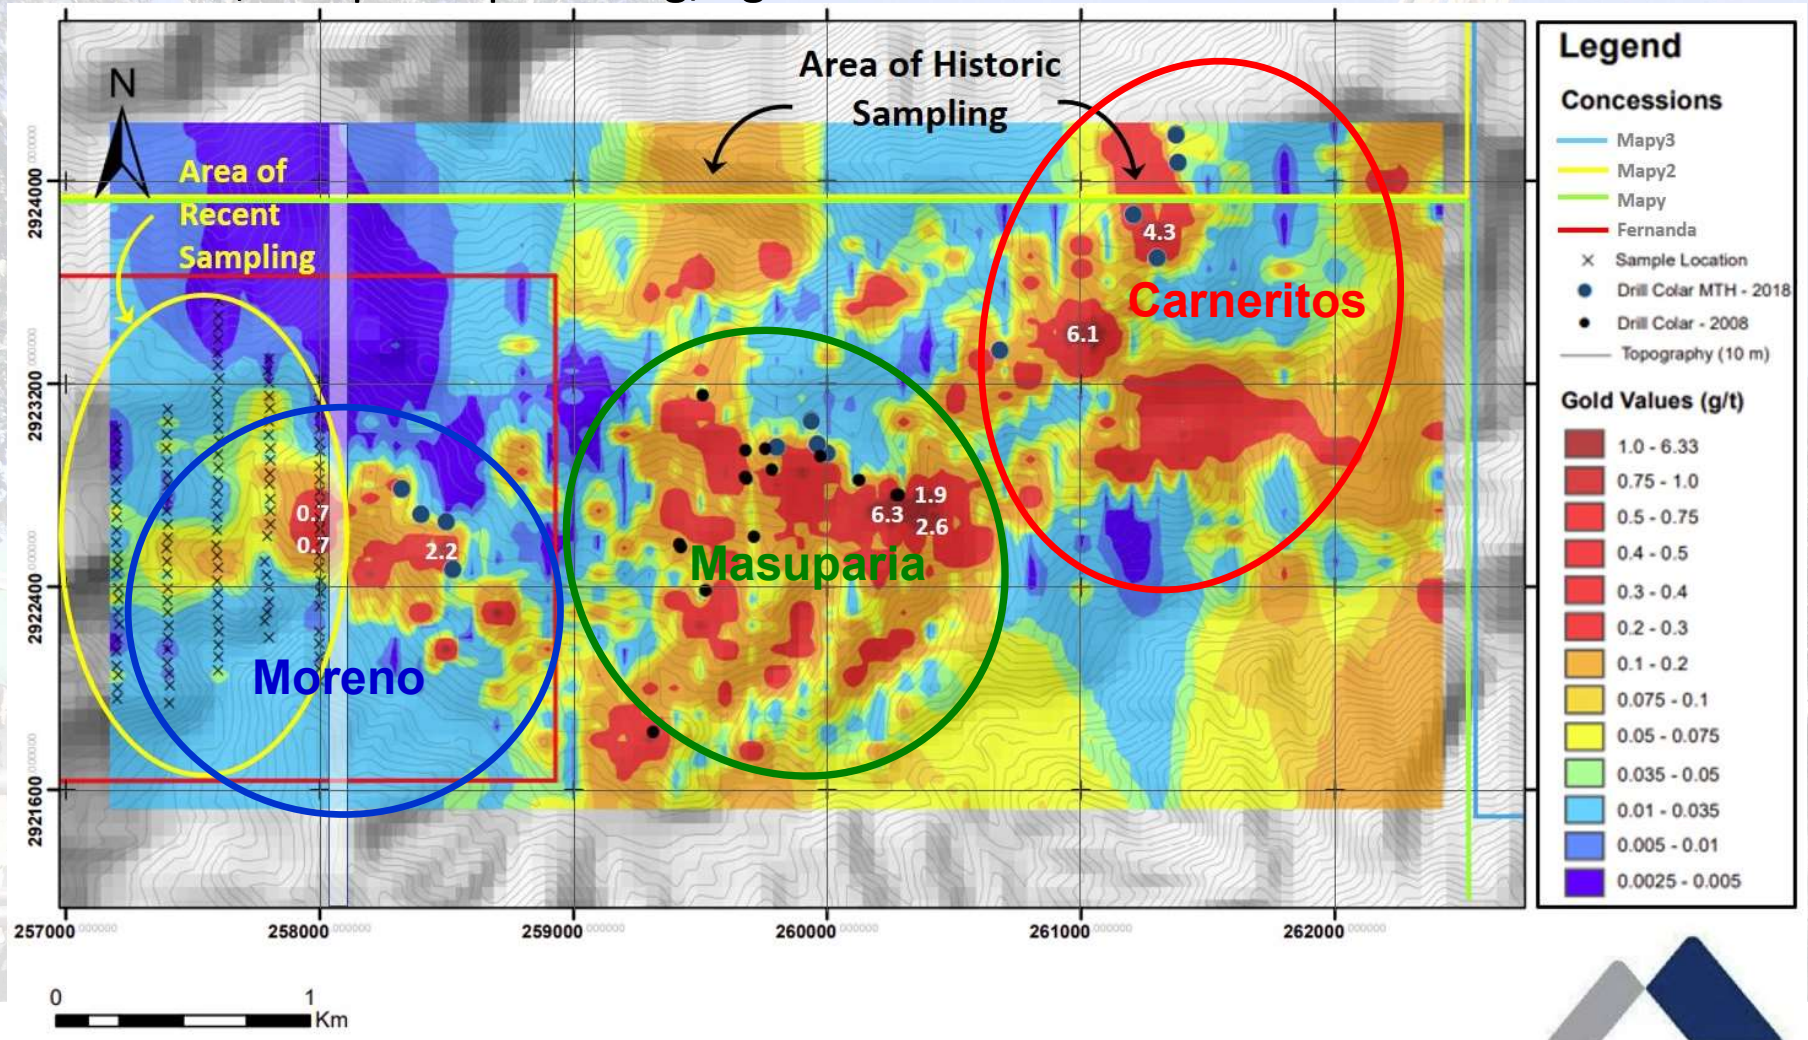 N
Area of Historic
Sampling
Area of
Recent
Sampling
4.3
Carneritos
6.1
0.7
0.7
2.2
1.9
6.3
2.6
Masuparia
Moreno
2924000
2923200
2922400
2921600
257000
258000
259000
260000
261000
262000
0
1
Km
Legend
Concessions
Mapy3
Mapy2
Mapy
Fernanda
Sample Location
Drill Colar MTH - 2018
Drill Colar - 2008
Topography (10 m)
Gold Values (g/t)
1.0 - 6.33
0.75 - 1.0
0.5 - 0.75
0.4 - 0.5
0.3 - 0.4
0.2 - 0.3
0.1 - 0.2
0.075 - 0.1
0.05 - 0.075
0.035 - 0.05
0.01 - 0.035
0.005 - 0.01
0.0025 - 0.005